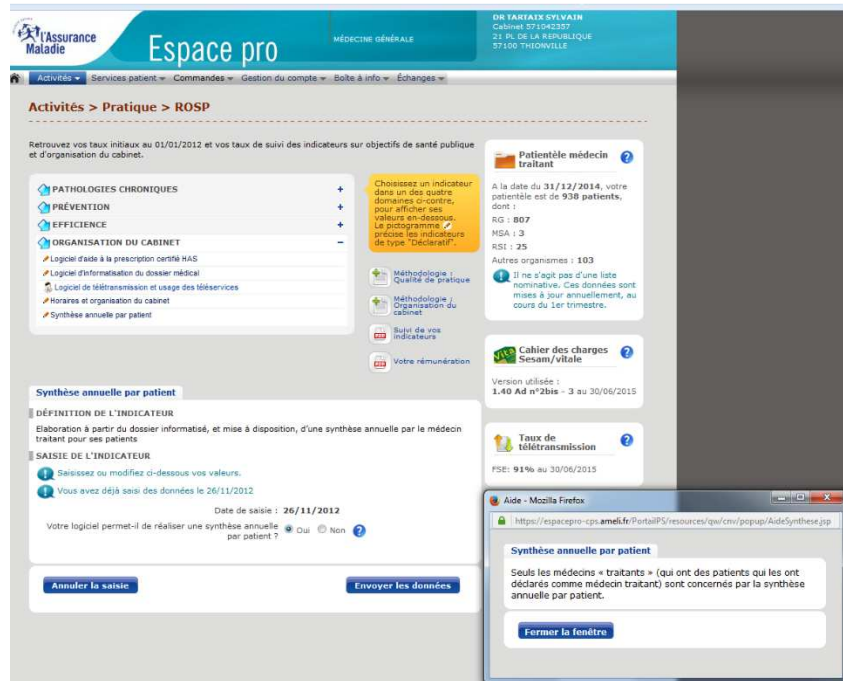 l'Assurance
Maladie
Espace pro
MÉDECINE GÉNÉRALE
DR TARTAIX SYLVAIN
Cabinet 571042357
21 PL DE LA REPUBLIQUE
57100 THIONVILLE
Activités
Services patient
Commandes
Gestion du compte
Boîte à info
Échanges
Activités > Pratique > ROSP
Retrouvez vos taux initiaux au 01/01/2012 et vos taux de suivi des indicateurs sur objectifs de santé publique
et d'organisation du cabinet.
PATHOLOGIES CHRONIQUES +
PRÉVENTION +
EFFICIENCE +
ORGANISATION DU CABINET –
Logiciel d'aide à la prescription certifié HAS
Logiciel d'informatisation du dossier médical
Logiciel de télétransmission et usage des téléservices
Horaires et organisation du cabinet
Synthèse annuelle par patient
Choisissez un indicateur
dans un des quatre
domaines ci-contre,
pour afficher ses
valeurs en-dessous.
Le pictogramme
précise les indicateurs
de type "Déclaratif".
Méthodologie :
Qualité de pratique
Méthodologie :
Organisation du
cabinet
Suivi de vos
indicateurs
Votre rémunération
Patientèle médecin
traitant
A la date du 31/12/2014, votre
patientèle est de 938 patients,
dont :
RG : 807
MSA : 3
RSI : 25
Autres organismes : 103
Il ne s'agit pas d'une liste
nominative. Ces données sont
mises à jour annuellement, au
cours du 1er trimestre.
Cahier des charges
Sesam/vitale
Version utilisée :
1.40 Ad n°2bis - 3 au 30/06/2015
Taux de
télétransmission
FSE: 91% au 30/06/2015
Synthèse annuelle par patient
DÉFINITION DE L'INDICATEUR
Elaboration à partir du dossier informatisé, et mise à disposition, d'une synthèse annuelle par le médecin
traitant pour ses patients
SAISIE DE L'INDICATEUR
Saisissez ou modifiez ci-dessous vos valeurs.
Vous avez déjà saisi des données le 26/11/2012
Date de saisie : 26/11/2012
Votre logiciel permet-il de réaliser une synthèse annuelle
par patient ?
Oui Non
Annuler la saisie
Envoyer les données
Aide - Mozilla Firefox
https://espacepro-cps.ameli.fr/PortailPS/resources/qw/cnv/popup/AideSynthese.jsp
Synthèse annuelle par patient
Seuls les médecins « traitants » (qui ont des patients qui les ont
déclarés comme médecin traitant) sont concernés par la synthèse
annuelle par patient.
Fermer la fenêtre